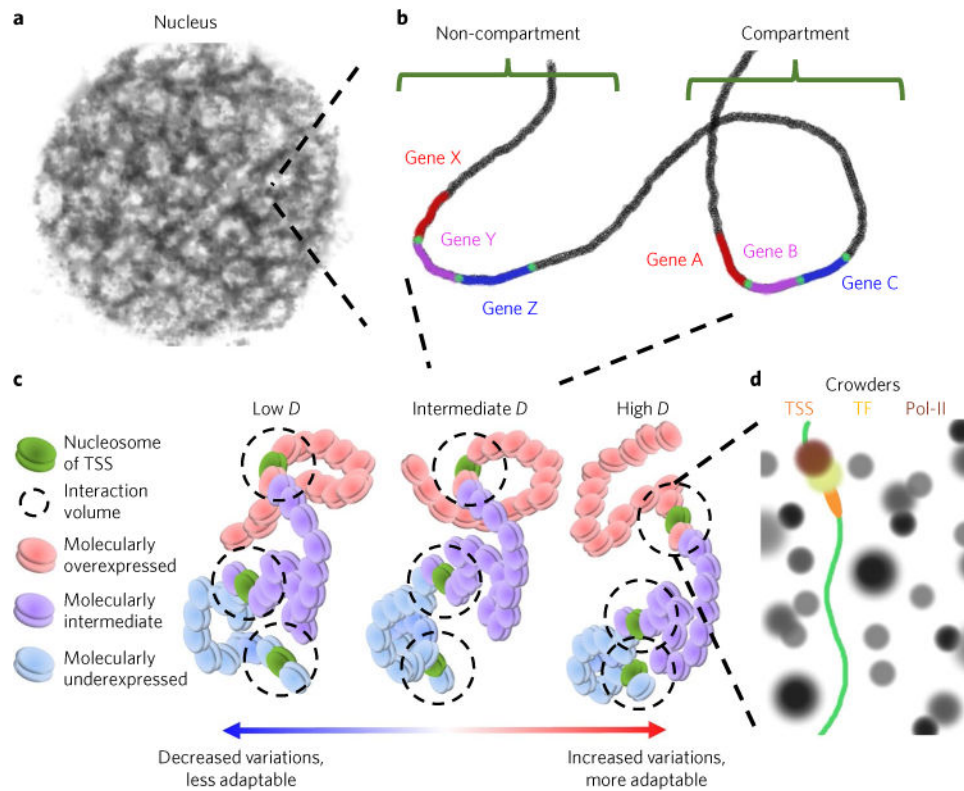 a
Nucleus
b
Non-compartment
Compartment
Gene X
Gene Y
Gene Z
Gene A
Gene B
Gene C
c
Low D
Intermediate D
High D
Nucleosome
of TSS
Interaction
volume
Molecularly
overexpressed
Molecularly
intermediate
Molecularly
underexpressed
Decreased variations,
less adaptable
Increased variations,
more adaptable
d
Crowders
TSS TF Pol-II